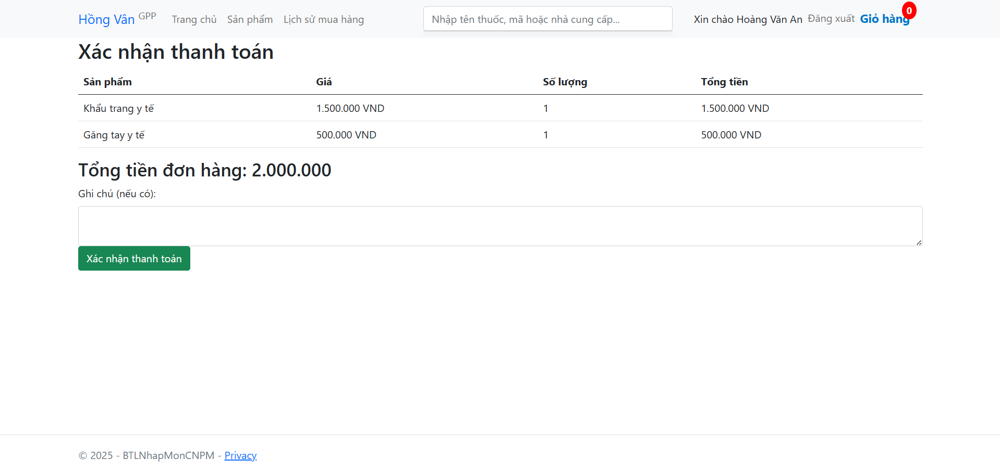 Hồng Vân GPP Trang chủ Sản phẩm Lịch sử mua hàng Nhập tên thuốc, mã hoặc nhà cung cấp... Xin chào Hoàng Văn An Đăng xuất Giỏ hàng 0
Xác nhận thanh toán
Sản phẩm Giá Số lượng Tổng tiền
Khẩu trang y tế 1.500.000 VND 1 1.500.000 VND
Găng tay y tế 500.000 VND 1 500.000 VND
Tổng tiền đơn hàng: 2.000.000
Ghi chú (nếu có):
Xác nhận thanh toán
© 2025 - BTLNhapMonCNPM - Privacy